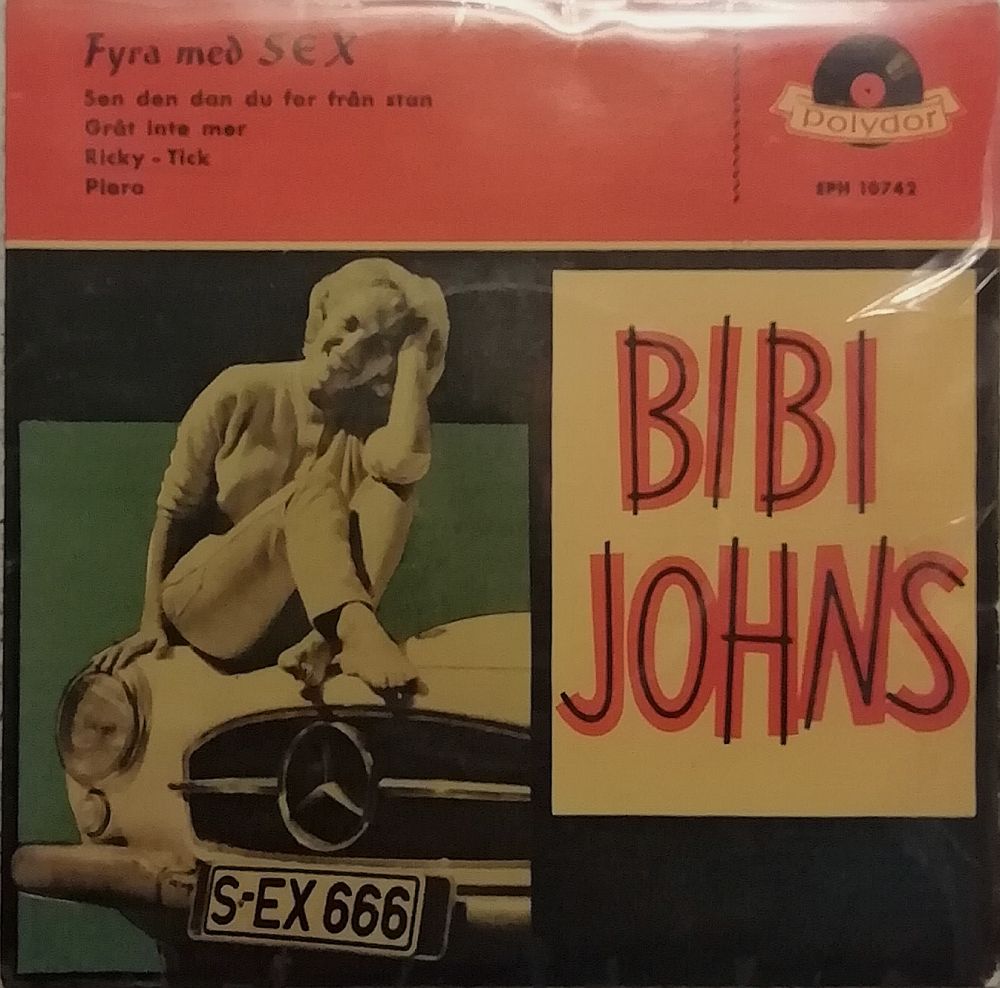 Fyra med SEX
Sen den dan du for från stan
Gråt inte mer
Ricky - Tick
Piero
polydor
EPH 10742
BIBI
JOHNS
S-EX 666